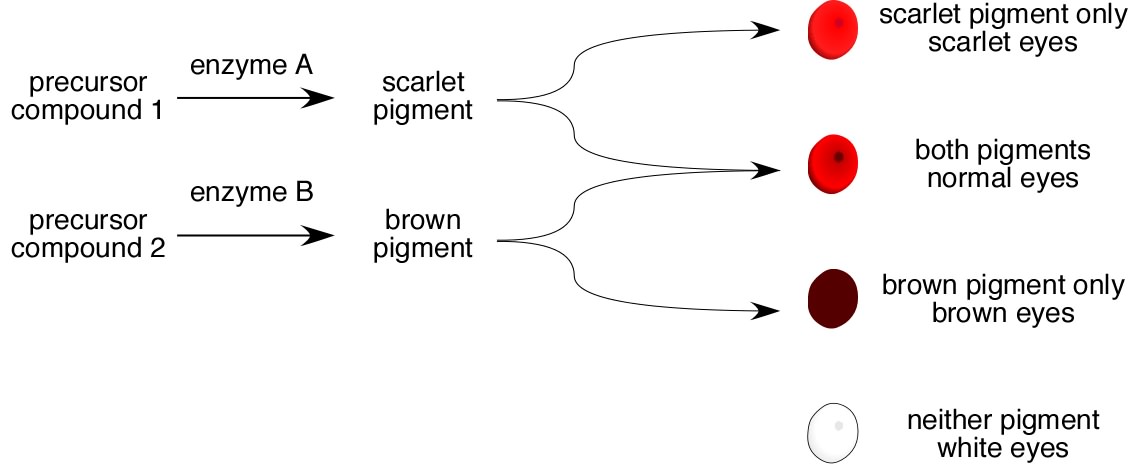 scarlet pigment only
scarlet eyes
enzyme A
precursor
compound 1
scarlet
pigment
both pigments
normal eyes
enzyme B
precursor
compound 2
brown
pigment
brown pigment only
brown eyes
neither pigment
white eyes